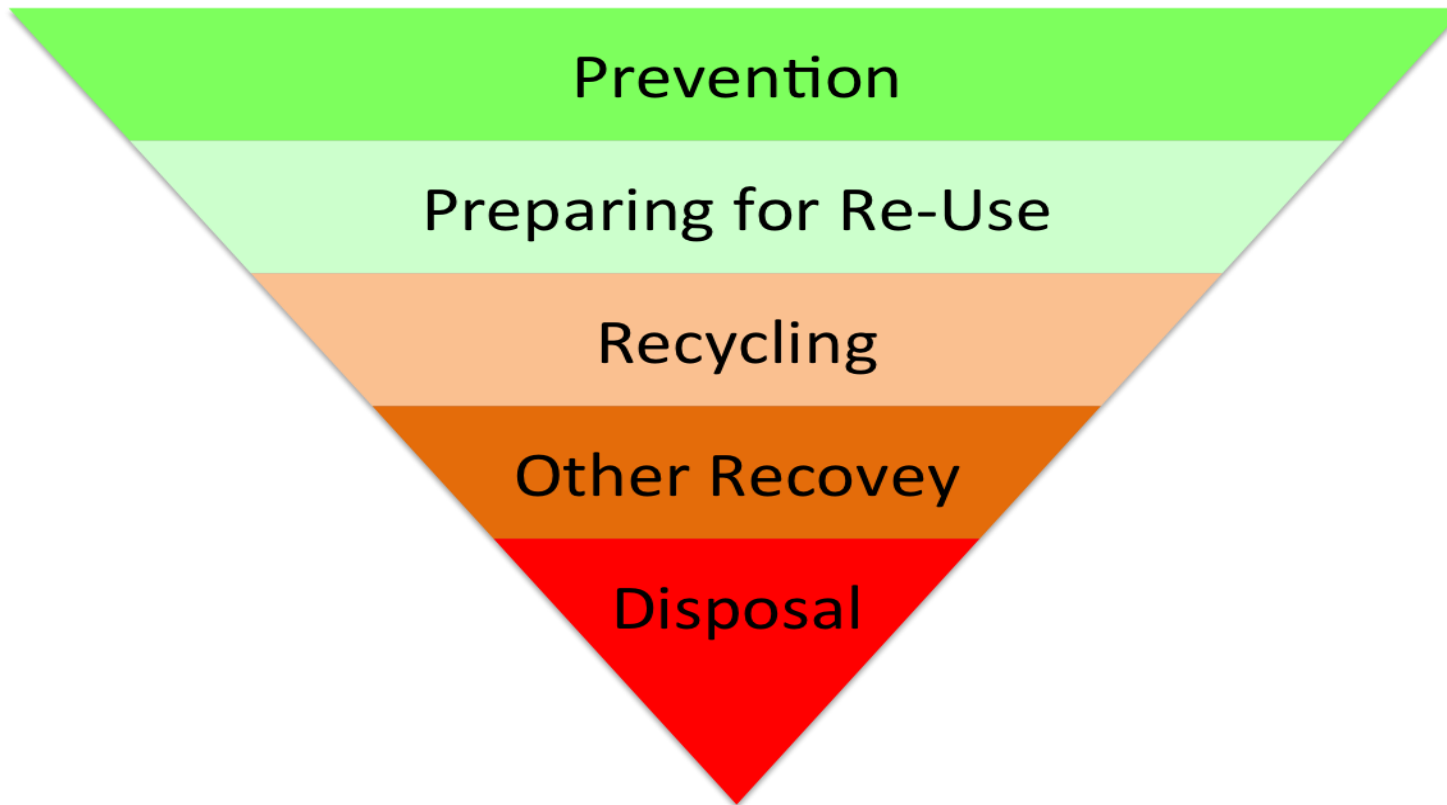 Prevention
Preparing for Re-Use
Recycling
Other Recovey
Disposal